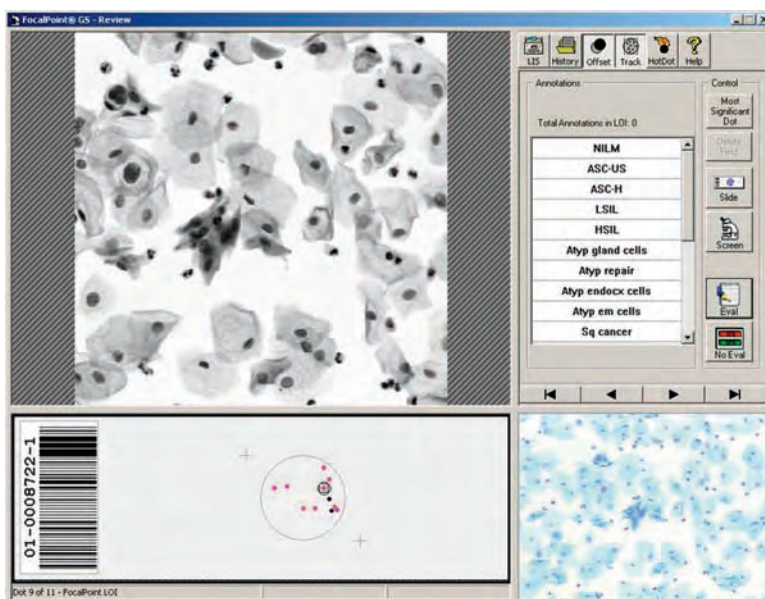 FocalPoint® GS - Review
LIS History Offset Track HotDot Help
Annotations
Control
Most
Significant
Dot
Total Annotations in LOI: 0
Delete
Field
NILM
ASC-US
ASC-H
Slide
LSIL
HSIL
Screen
Atyp gland cells
Atyp repair
Atyp endocx cells
Eval
Atyp em cells
Sq cancer
No Eval
01-0008722-1
Dot 9 of 11 - FocalPoint LOI